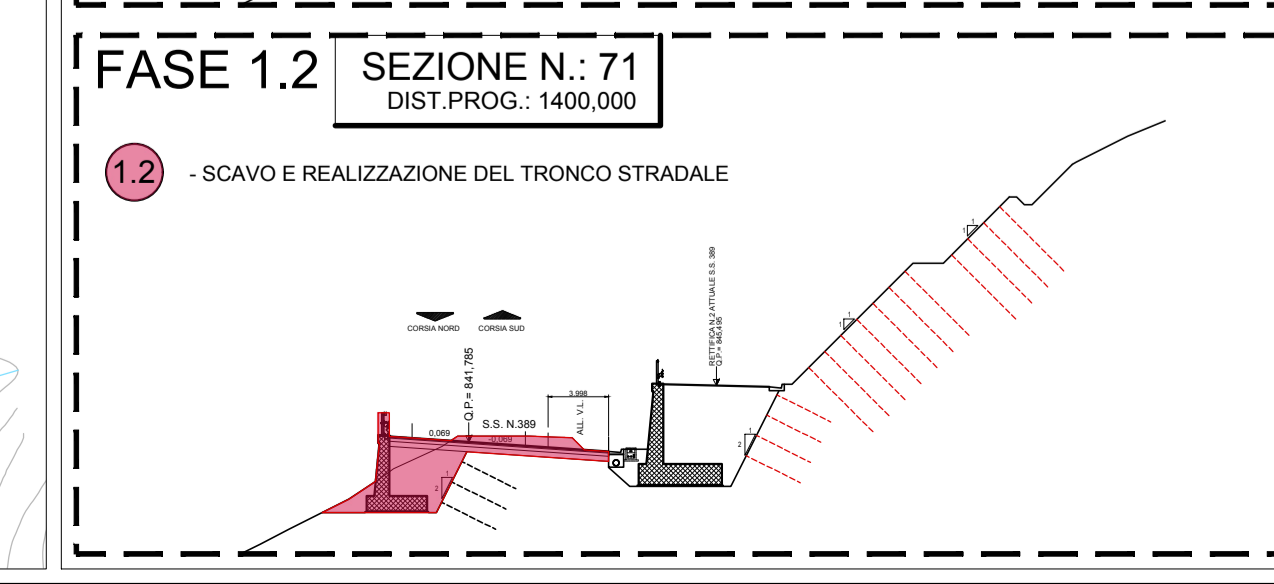 FASE 1.2
SEZIONE N.: 71
DIST.PROG.: 1400,000
1.2
- SCAVO E REALIZZAZIONE DEL TRONCO STRADALE
CORSIA NORD
CORSIA SUD
Q.P.= 841,785
RETTIFICA N.2 ATTUALE S.S. 389
Q.P.= 845,495
3.998
ALL. V.L.
S.S. N.389
0,069
-0,069
1
2
1
2
1
1
1
1